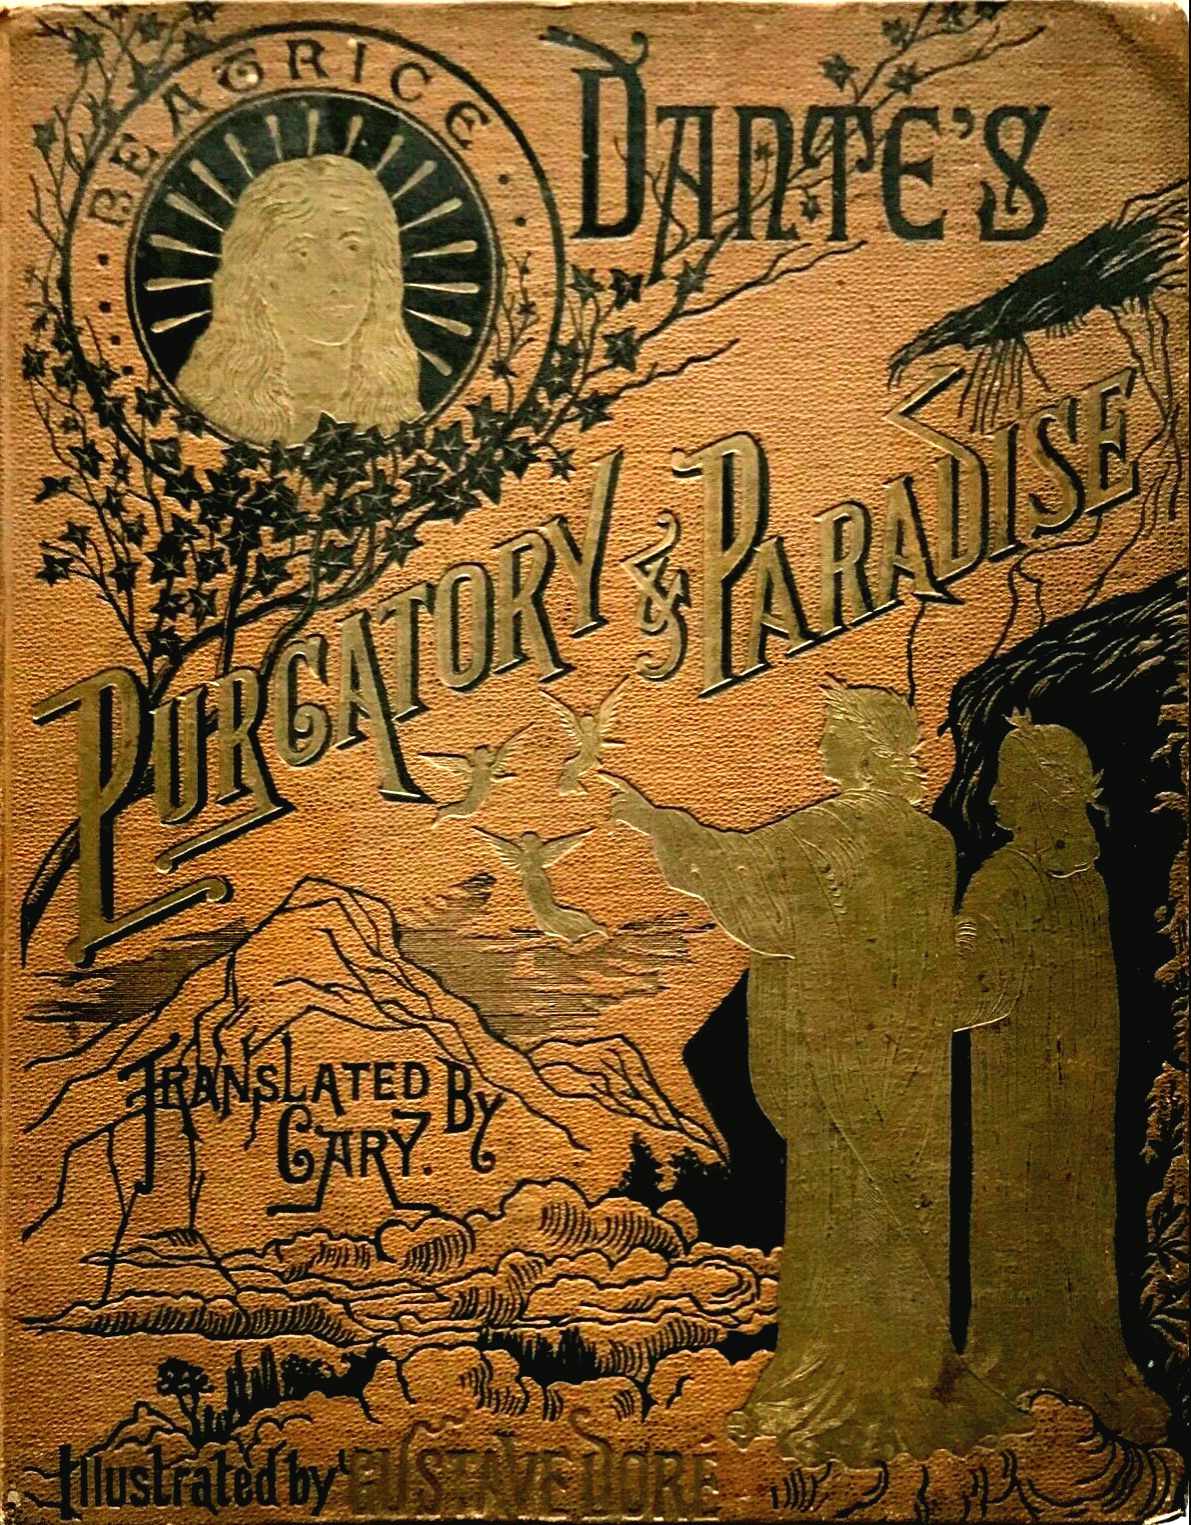 BEATRICE
DANTE'S
PURGATORY & PARADISE
TRANSLATED BY
CARY.
Illustrated by GUSTAVE DORE